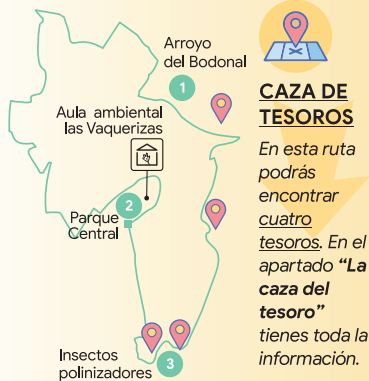 Arroyo
del Bodonal
1
Aula ambiental
las Vaquerizas
2
Parque
Central
Insectos
polinizadores
3
CAZA DE
TESOROS
En esta ruta
podrás
encontrar
cuatro
tesoros. En el
apartado “La
caza del
tesoro”
tienes toda la
información.